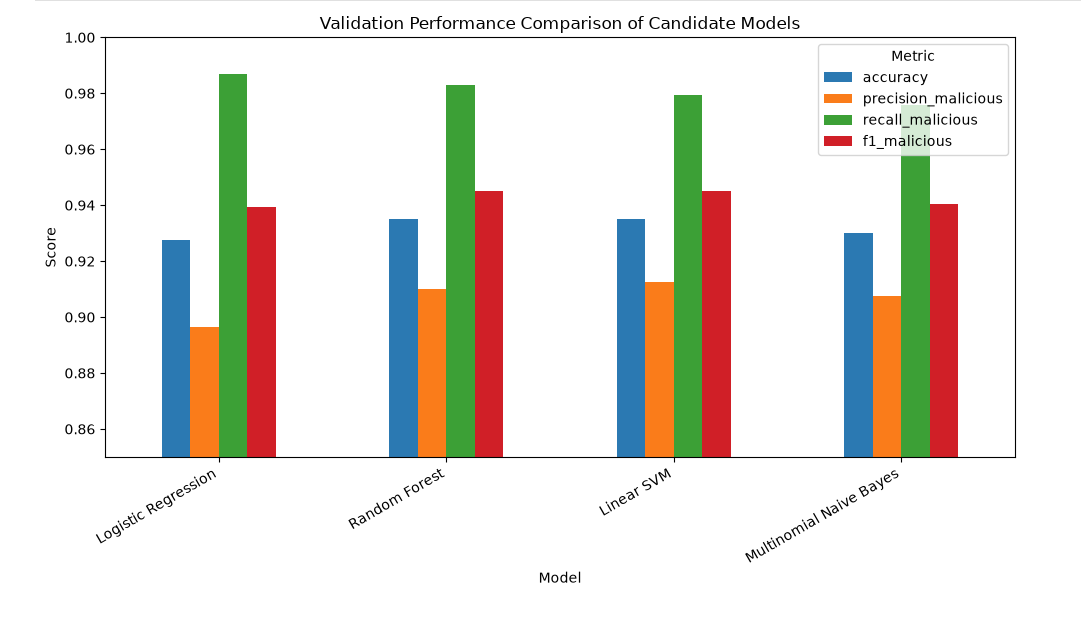 Validation Performance Comparison of Candidate Models
1.00
0.98
0.96
0.94
0.92
0.90
0.88
0.86
Score
Metric
accuracy
precision_malicious
recall_malicious
f1_malicious
Logistic Regression
Random Forest
Linear SVM
Multinomial Naive Bayes
Model